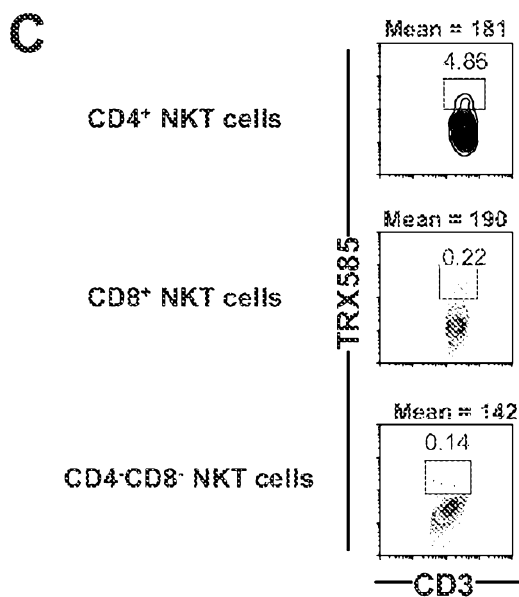 C
Mean = 181
4.86
CD4⁺ NKT cells
Mean = 190
0.22
CD8⁺ NKT cells
TRX585
Mean = 142
0.14
CD4⁻CD8⁻ NKT cells
CD3